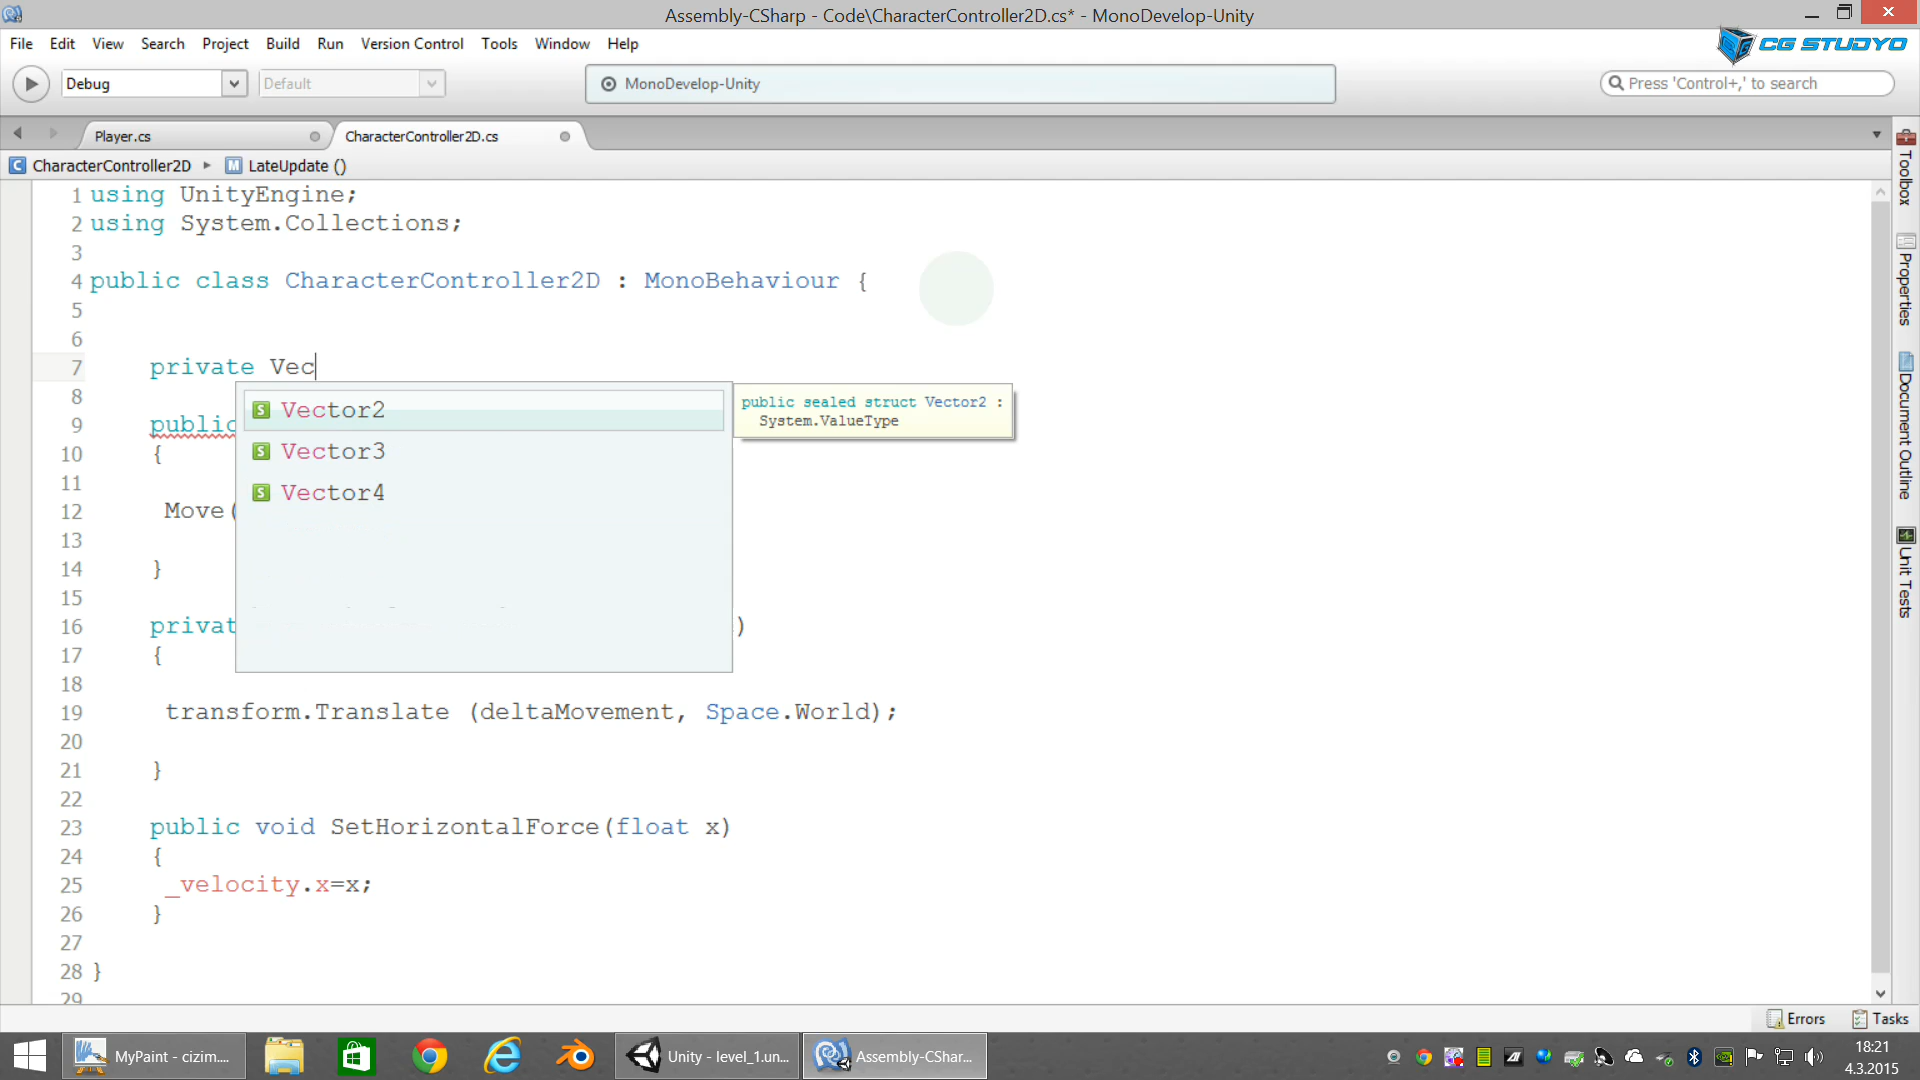 Assembly-CSharp - Code\CharacterController2D.cs* - MonoDevelop-Unity
File Edit View Search Project Build Run Version Control Tools Window Help
CG STUDYO
Debug Default MonoDevelop-Unity Press 'Control+,' to search
Player.cs CharacterController2D.cs
CharacterController2D LateUpdate ()
1 using UnityEngine;
2 using System.Collections;
3
4 public class CharacterController2D : MonoBehaviour {
5
6
7 private Vec
8
Vector2
public sealed struct Vector2 :
System.ValueType
9 public
Vector3
10 {
11
Vector4
12 Move(
13
14 }
15
16 privat )
17 {
18
19 transform.Translate (deltaMovement, Space.World);
20
21 }
22
23 public void SetHorizontalForce(float x)
24 {
25 _velocity.x=x;
26 }
27
28 }
29
Toolbox
Properties
Document Outline
Unit Tests
Errors Tasks
MyPaint - cizim.... Unity - level_1.un... Assembly-CShar...
18:21
4.3.2015